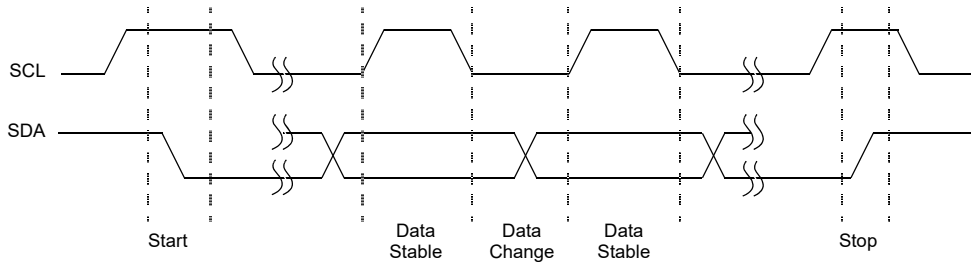 SCL
SDA
Start
Data
Stable
Data
Change
Data
Stable
Stop